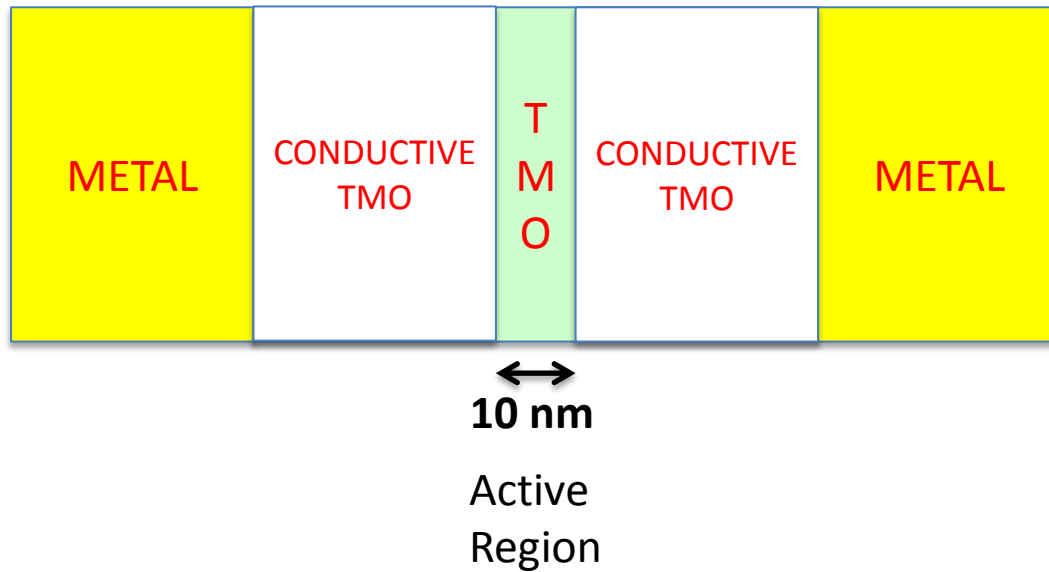 METAL
CONDUCTIVE
TMO
T
M
O
CONDUCTIVE
TMO
METAL
10 nm
Active
Region